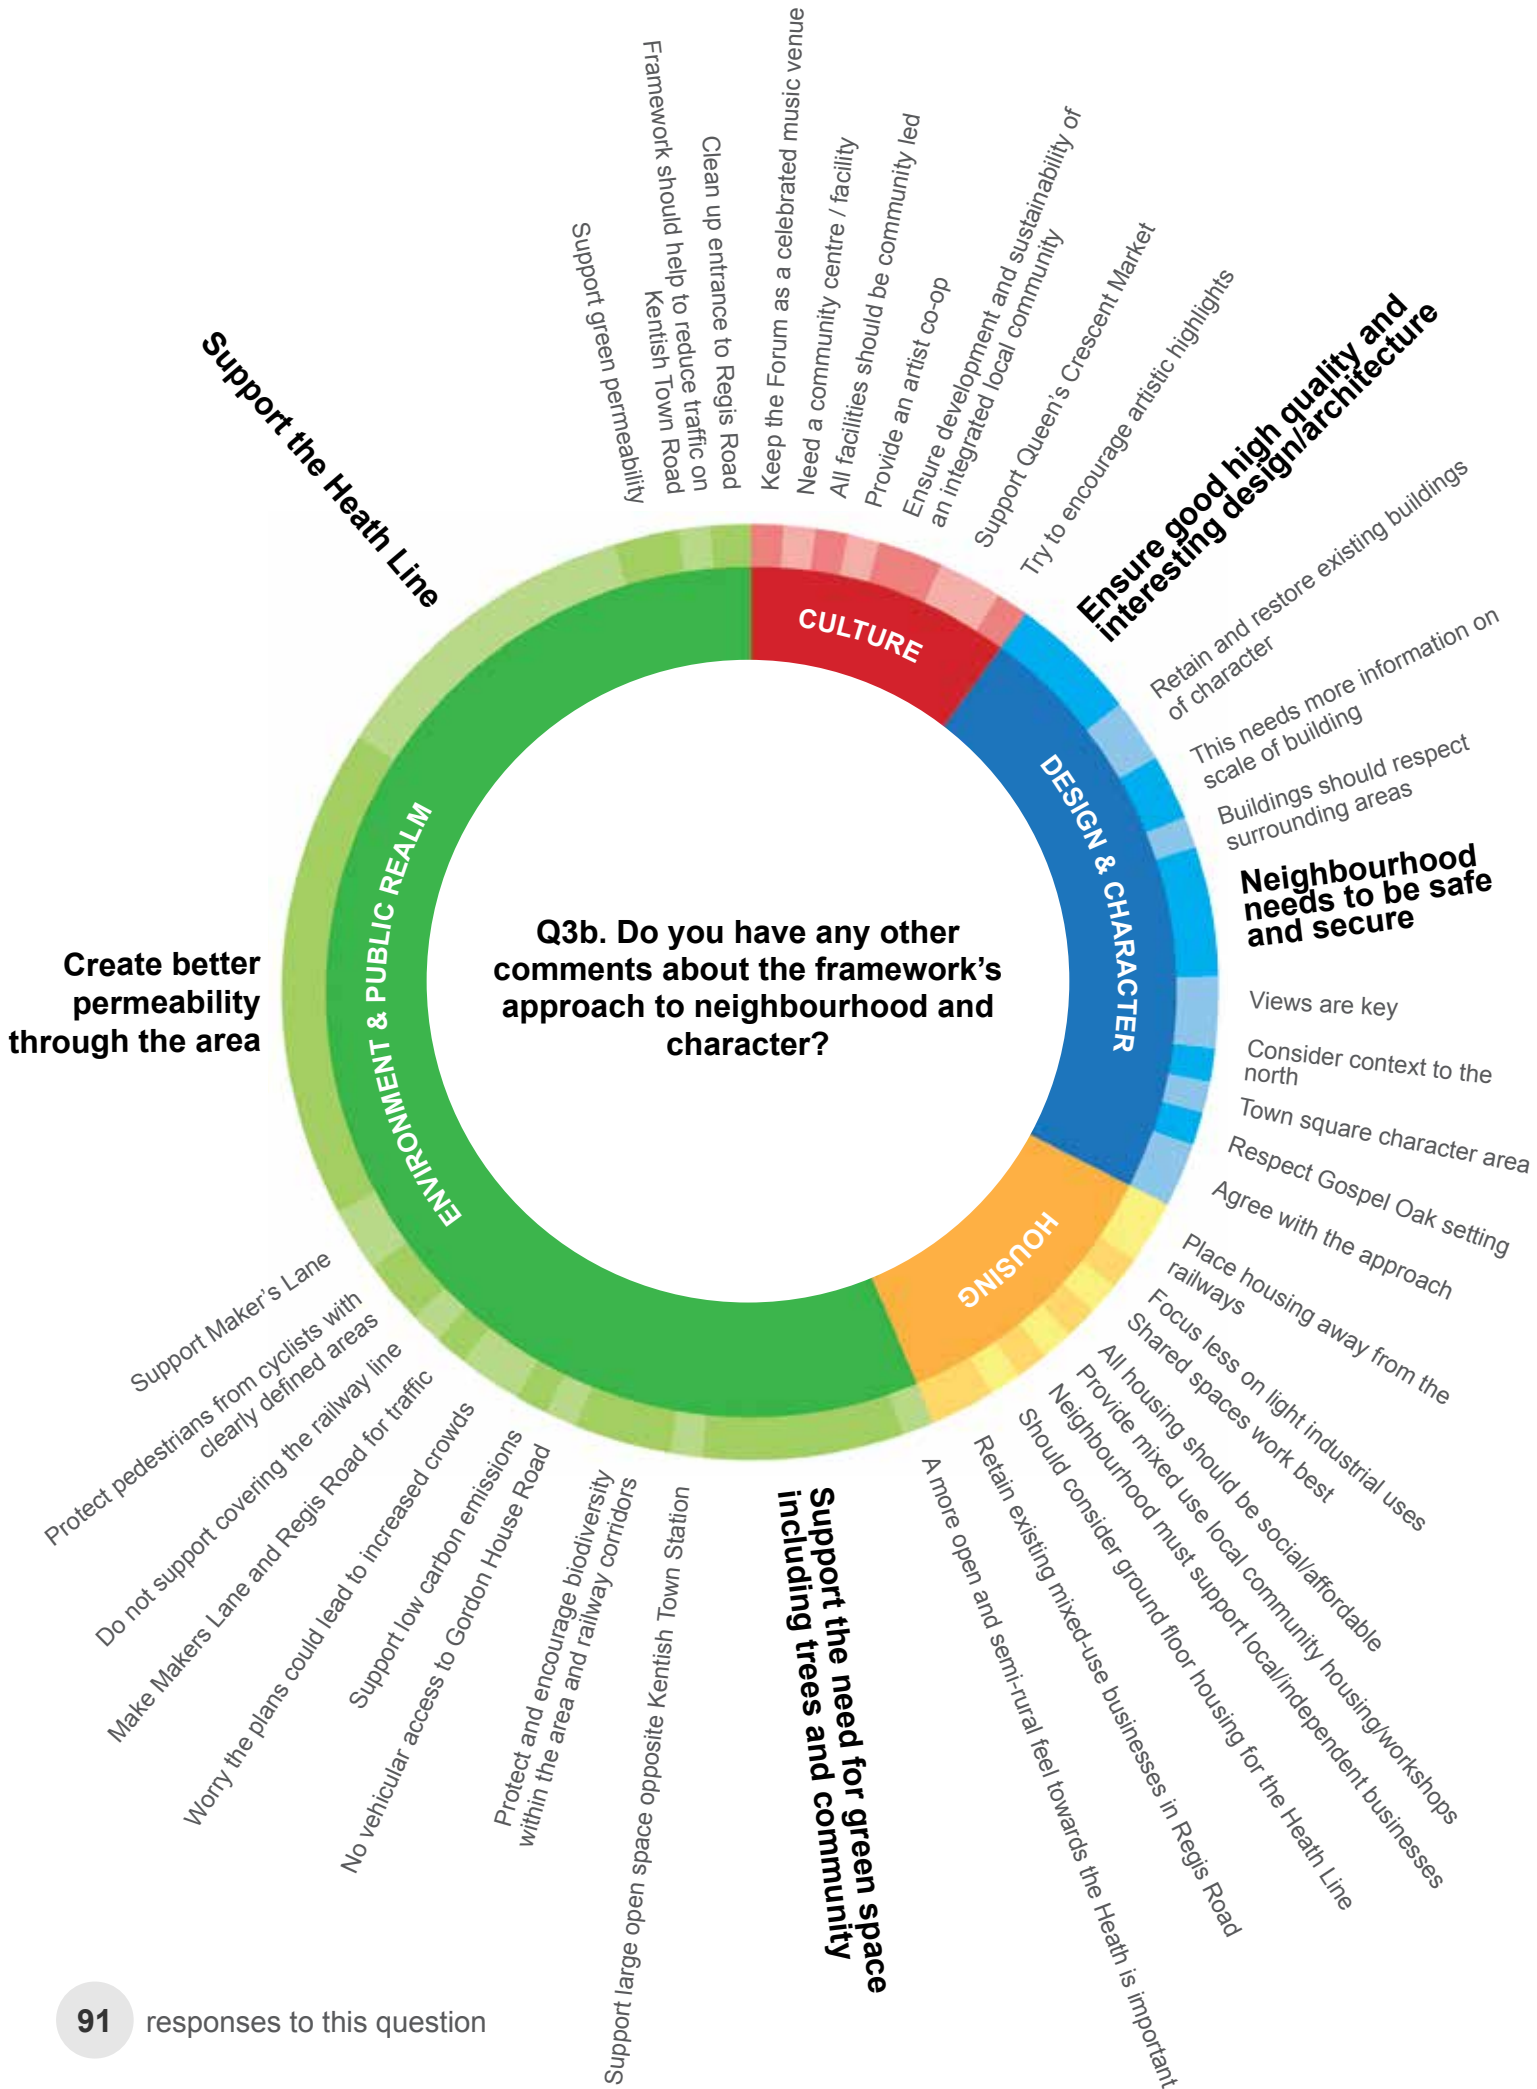 Keep the Forum as a celebrated music venue
Need a community centre / facility
All facilities should be community led
Provide an artist co-op
Ensure development and sustainability of
an integrated local community
Support Queen's Crescent Market
Try to encourage artistic highlights
Ensure good high quality and
interesting design/architecture
Retain and restore existing buildings
of character
This needs more information on
scale of building
Buildings should respect
surrounding areas
Neighbourhood
needs to be safe
and secure
Views are key
Consider context to the
north
Town square character area
Respect Gospel Oak setting
Agree with the approach
Place housing away from the
railways
Focus less on light industrial uses
Shared spaces work best
All housing should be social/affordable
Provide mixed use local community housing/workshops
Neighbourhood must support local/independent businesses
Should consider ground floor housing for the Heath Line
Retain existing mixed-use businesses in Regis Road
A more open and semi-rural feel towards the Heath is important
Support the need for green space
including trees and community
Support large open space opposite Kentish Town Station
Protect and encourage biodiversity
within the area and railway corridors
No vehicular access to Gordon House Road
Support low carbon emissions
Worry the plans could lead to increased crowds
Make Makers Lane and Regis Road for traffic
Do not support covering the railway line
Protect pedestrians from cyclists with
clearly defined areas
Support Maker's Lane
Create better
permeability
through the area
Support the Heath Line
Support green permeability
Framework should help to reduce traffic on
Kentish Town Road
Clean up entrance to Regis Road
CULTURE
DESIGN & CHARACTER
HOUSING
ENVIRONMENT & PUBLIC REALM
Q3b. Do you have any other
comments about the framework's
approach to neighbourhood and
character?
91 responses to this question